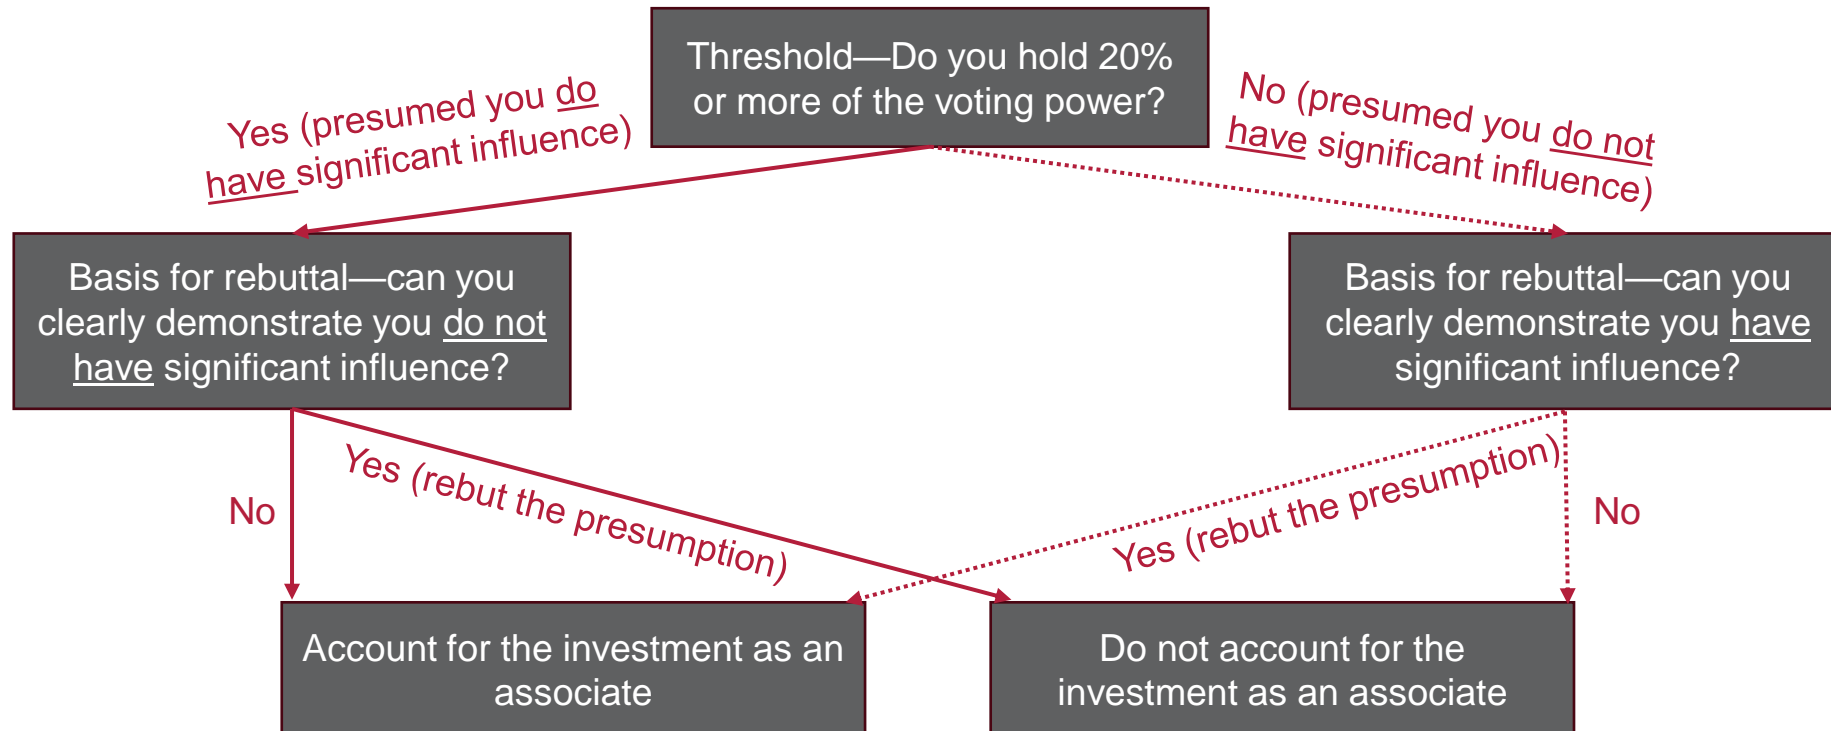 Threshold—Do you hold 20%
or more of the voting power?
Yes (presumed you do
have significant influence)
No (presumed you do not
have significant influence)
Basis for rebuttal—can you
clearly demonstrate you do not
have significant influence?
Basis for rebuttal—can you
clearly demonstrate you have
significant influence?
No
Yes (rebut the presumption)
Yes (rebut the presumption)
No
Account for the investment as an
associate
Do not account for the
investment as an associate